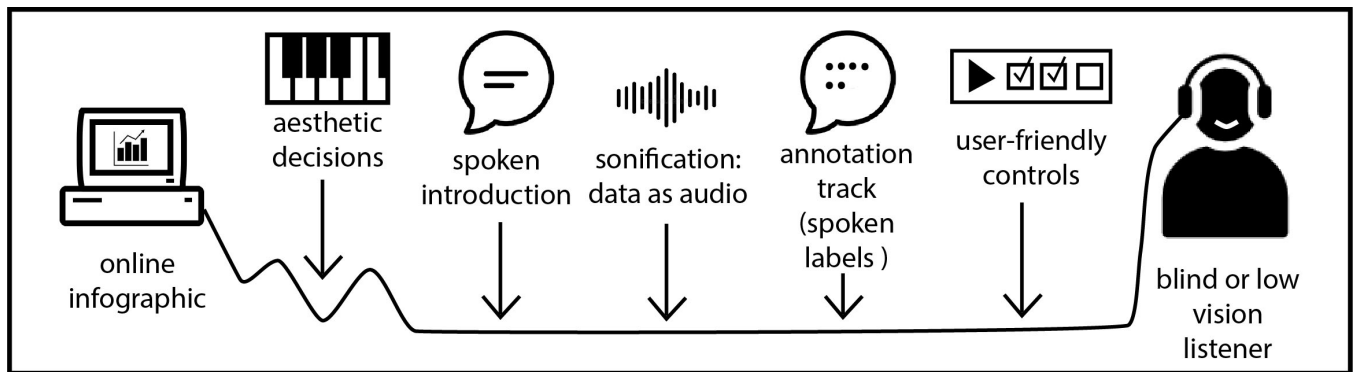 online
infographic
aesthetic
decisions
spoken
introduction
sonification:
data as audio
annotation
track
(spoken
labels )
user-friendly
controls
blind or low
vision
listener